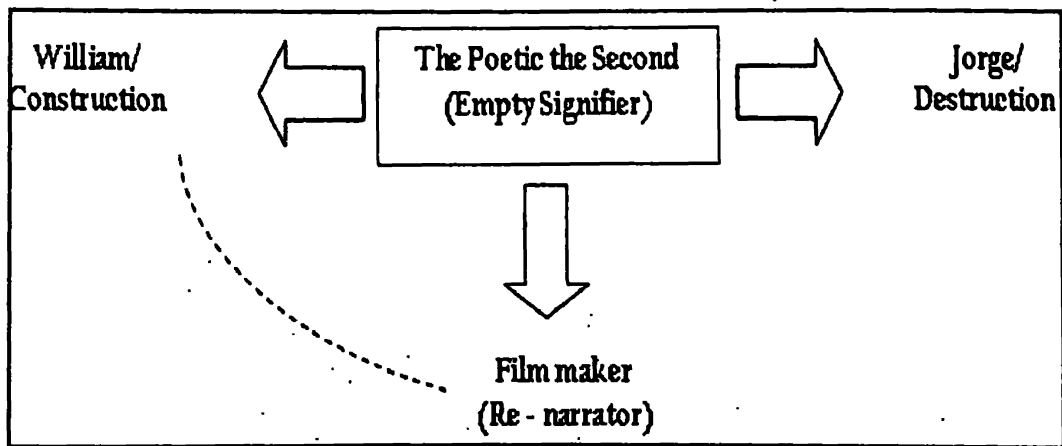 William/
Construction
The Poetic the Second
(Empty Signifier)
Jorge/
Destruction
Film maker
(Re - narrator)